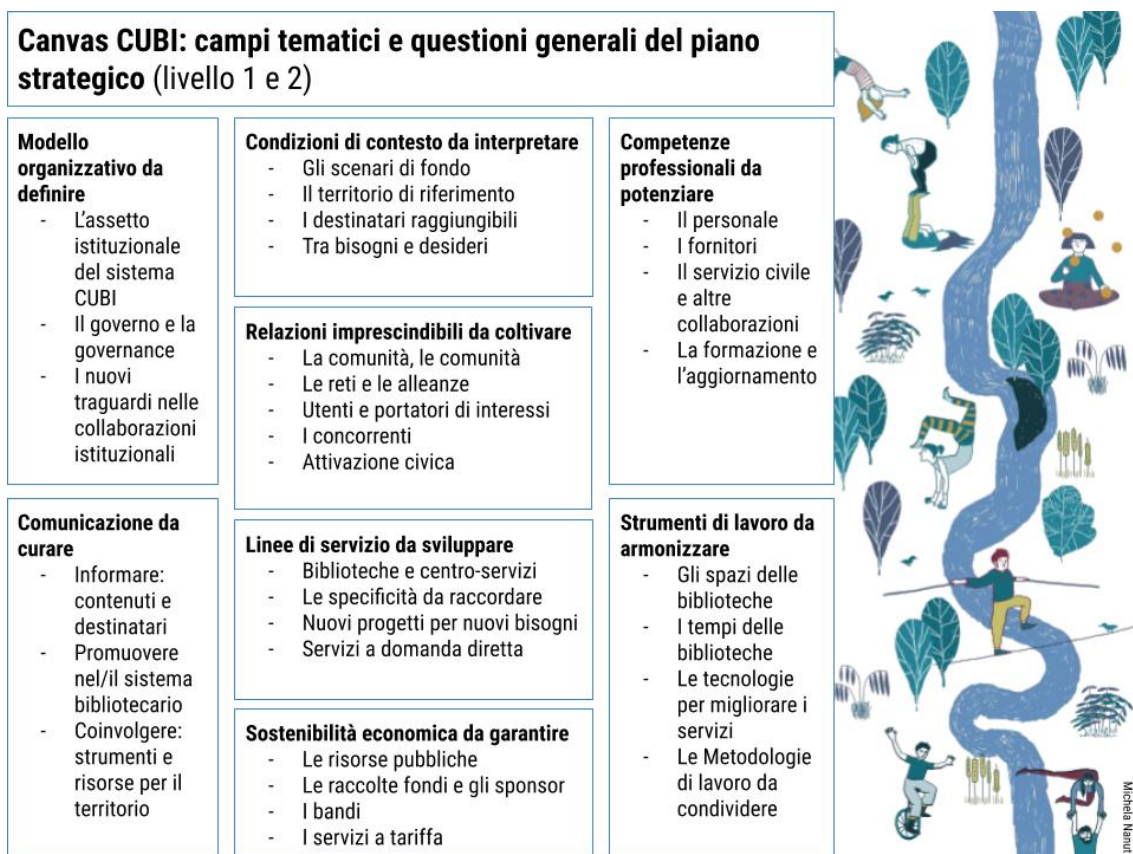 Canvas CUBI: campi tematici e questioni generali del piano
strategico (livello 1 e 2)
Modello
organizzativo da
definire
- L'assetto
istituzionale
del sistema
CUBI
- Il governo e la
governance
- I nuovi
traguardi nelle
collaborazioni
istituzionali
Condizioni di contesto da interpretare
- Gli scenari di fondo
- Il territorio di riferimento
- I destinatari raggiungibili
- Tra bisogni e desideri
Relazioni imprescindibili da coltivare
- La comunità, le comunità
- Le reti e le alleanze
- Utenti e portatori di interessi
- I concorrenti
- Attivazione civica
Competenze
professionali da
potenziare
- Il personale
- I fornitori
- Il servizio civile
e altre
collaborazioni
- La formazione e
l'aggiornamento
Comunicazione da
curare
- Informare:
contenuti e
destinatari
- Promuovere
nel/il sistema
bibliotecario
- Coinvolgere:
strumenti e
risorse per il
territorio
Linee di servizio da sviluppare
- Biblioteche e centro-servizi
- Le specificità da raccordare
- Nuovi progetti per nuovi bisogni
- Servizi a domanda diretta
Sostenibilità economica da garantire
- Le risorse pubbliche
- Le raccolte fondi e gli sponsor
- I bandi
- I servizi a tariffa
Strumenti di lavoro da
armonizzare
- Gli spazi delle
biblioteche
- I tempi delle
biblioteche
- Le tecnologie
per migliorare i
servizi
- Le Metodologie
di lavoro da
condividere
Michela Nanut